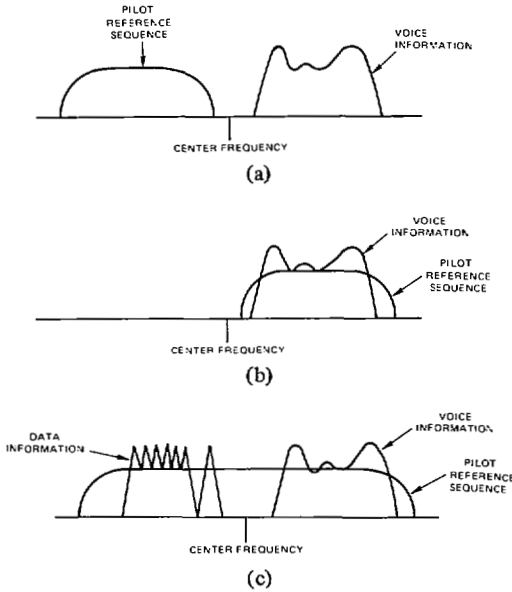 PILOT
REFERENCE
SEQUENCE
VOICE
INFORMATION
CENTER FREQUENCY
(a)
VOICE
INFORMATION
PILOT
REFERENCE
SEQUENCE
CENTER FREQUENCY
(b)
DATA
INFORMATION
VOICE
INFORMATION
PILOT
REFERENCE
SEQUENCE
CENTER FREQUENCY
(c)